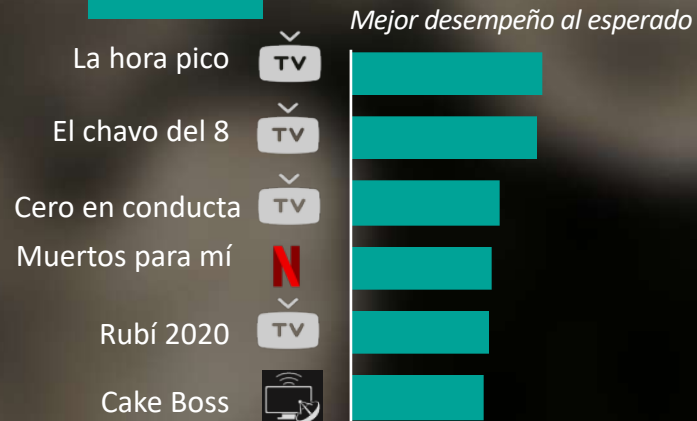 Mejor desempeño al esperado
La hora pico TV
El chavo del 8 TV
Cero en conducta TV
Muertos para mí N
Rubí 2020 TV
Cake Boss